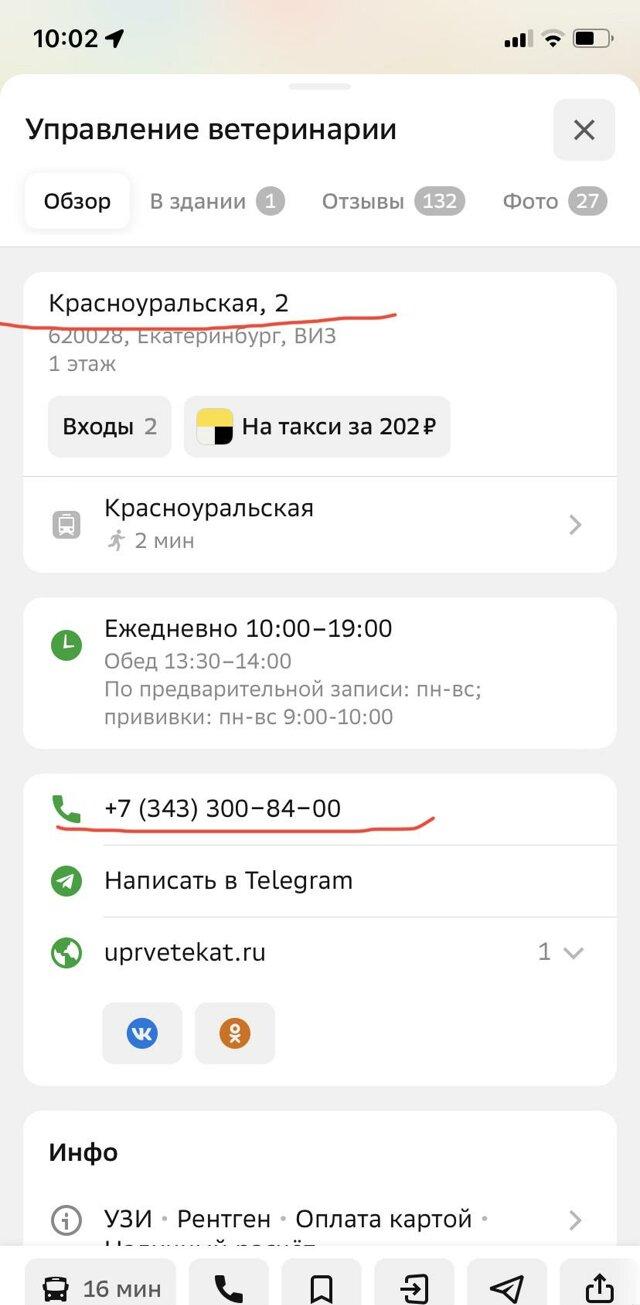 10:02
Управление ветеринарии
Обзор
В здании 1
Отзывы 132
Фото 27
Красноуральская, 2
620028, Екатеринбург, ВИЗ
1 этаж
Входы 2
На такси за 202 ₽
Красноуральская
2 мин
Ежедневно 10:00–19:00
Обед 13:30–14:00
По предварительной записи: пн-вс;
прививки: пн-вс 9:00-10:00
+7 (343) 300‒84‒00
Написать в Telegram
uprvetekat.ru 1
Инфо
УЗИ • Рентген • Оплата картой •
Наличный расчёт
16 мин